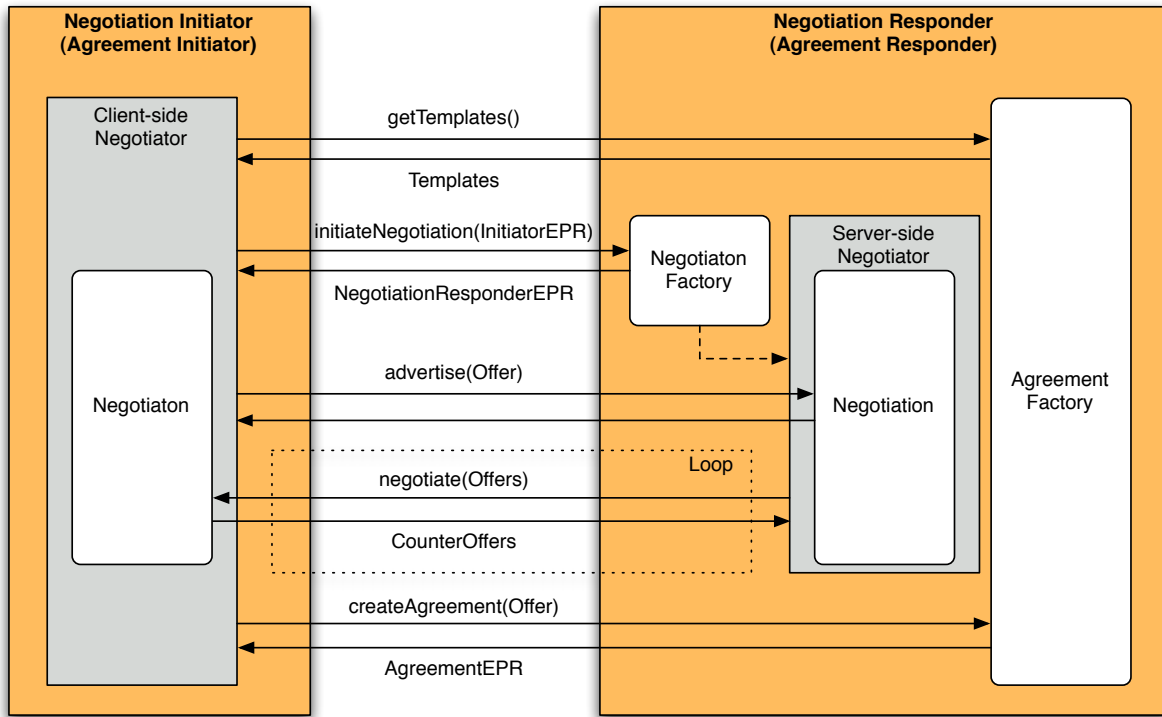 Negotiation Initiator
(Agreement Initiator)
Negotiation Responder
(Agreement Responder)
Client-side
Negotiator
getTemplates()
Templates
initiateNegotiation(InitiatorEPR)
NegotiationResponderEPR
Negotiaton
Factory
Server-side
Negotiator
advertise(Offer)
Negotiaton
Negotiation
Agreement
Factory
Loop
negotiate(Offers)
CounterOffers
createAgreement(Offer)
AgreementEPR